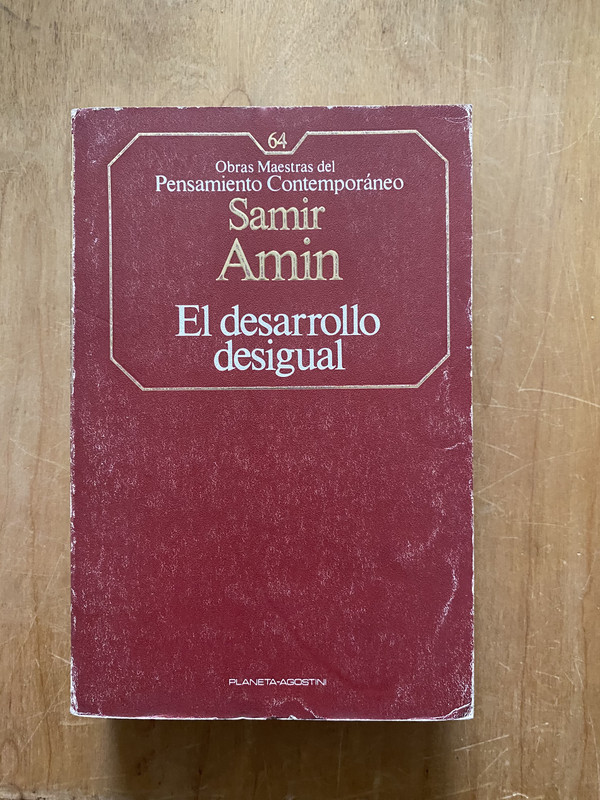 64
Obras Maestras del
Pensamiento Contemporáneo
Samir
Amin
El desarrollo
desigual
PLANETA-AGOSTINI